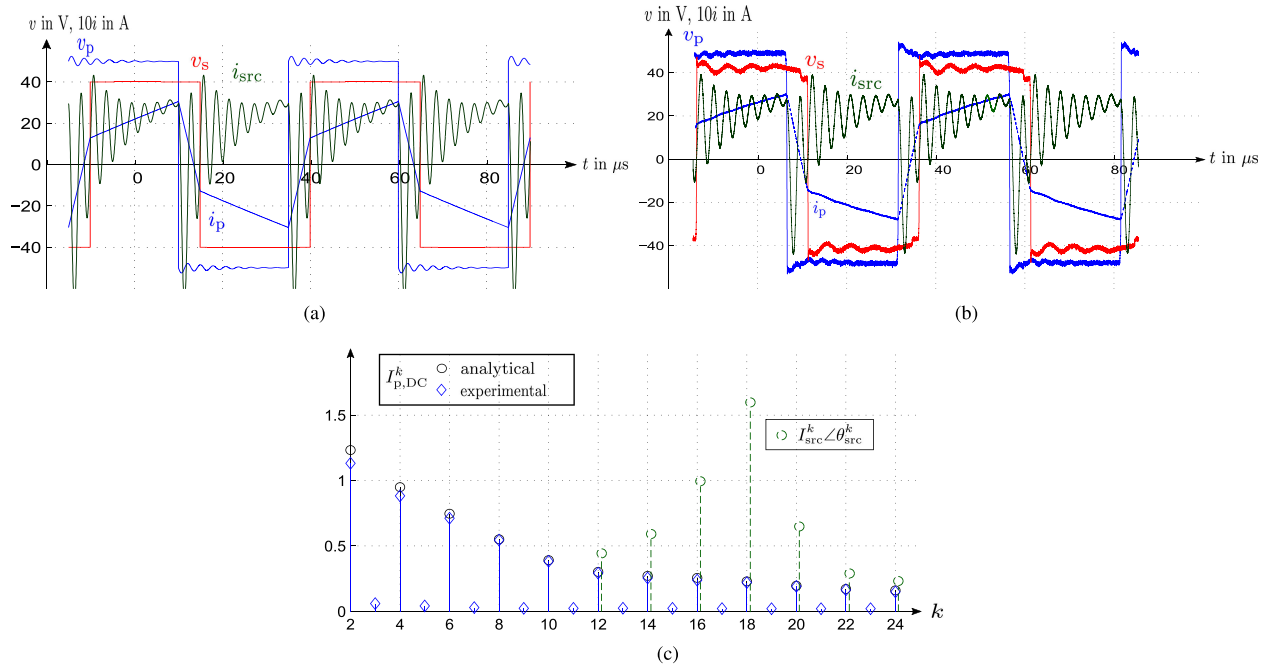 v in V, 10i in A
v_p
v_s
i_src
40
20
0
−20
−40
0 20 40 60 80
t in μs
i_p
(a)
v in V, 10i in A
v_p
v_s
i_src
40
20
0
−20
−40
0 20 40 60 80
t in μs
i_p
(b)
I^k_p,DC
analytical
experimental
I^k_src∠θ^k_src
1.5
1
0.5
0
2 4 6 8 10 12 14 16 18 20 22 24
k
(c)